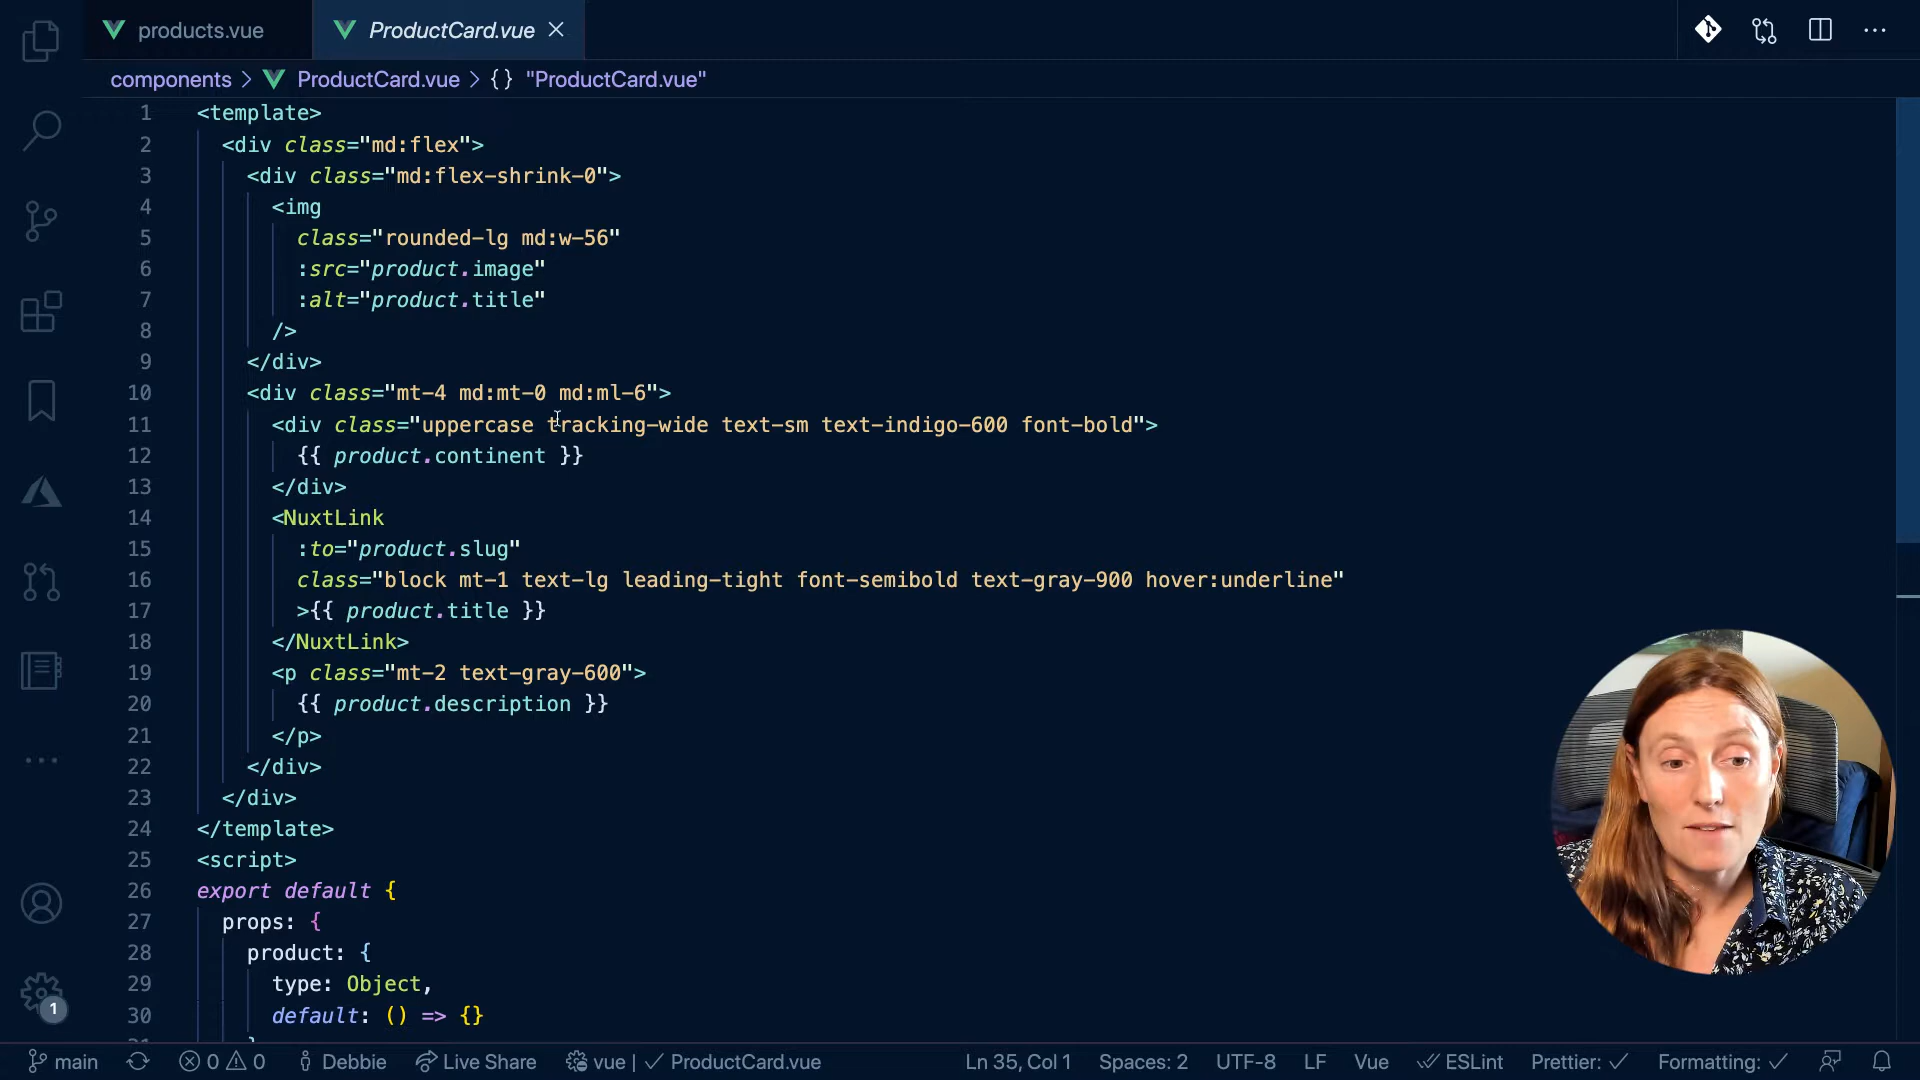 products.vue
ProductCard.vue
components > ProductCard.vue > {} "ProductCard.vue"
1 <template>
2 <div class="md:flex">
3 <div class="md:flex-shrink-0">
4 <img
5 class="rounded-lg md:w-56"
6 :src="product.image"
7 :alt="product.title"
8 />
9 </div>
10 <div class="mt-4 md:mt-0 md:ml-6">
11 <div class="uppercase tracking-wide text-sm text-indigo-600 font-bold">
12 {{ product.continent }}
13 </div>
14 <NuxtLink
15 :to="product.slug"
16 class="block mt-1 text-lg leading-tight font-semibold text-gray-900 hover:underline"
17 >{{ product.title }}
18 </NuxtLink>
19 <p class="mt-2 text-gray-600">
20 {{ product.description }}
21 </p>
22 </div>
23 </div>
24 </template>
25 <script>
26 export default {
27 props: {
28 product: {
29 type: Object,
30 default: () => {}
1
main 0 0 Debbie Live Share vue | ✓ ProductCard.vue Ln 35, Col 1 Spaces: 2 UTF-8 LF Vue ESLint Prettier: ✓ Formatting: ✓